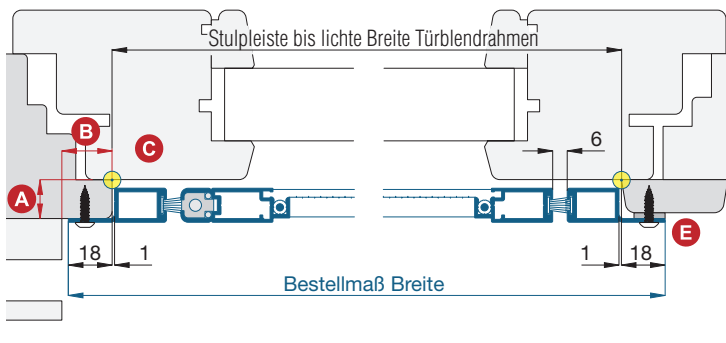 Stulpleiste bis lichte Breite Türblendrahmen
B
C
6
A
E
18
1
1
18
Bestellmaß Breite